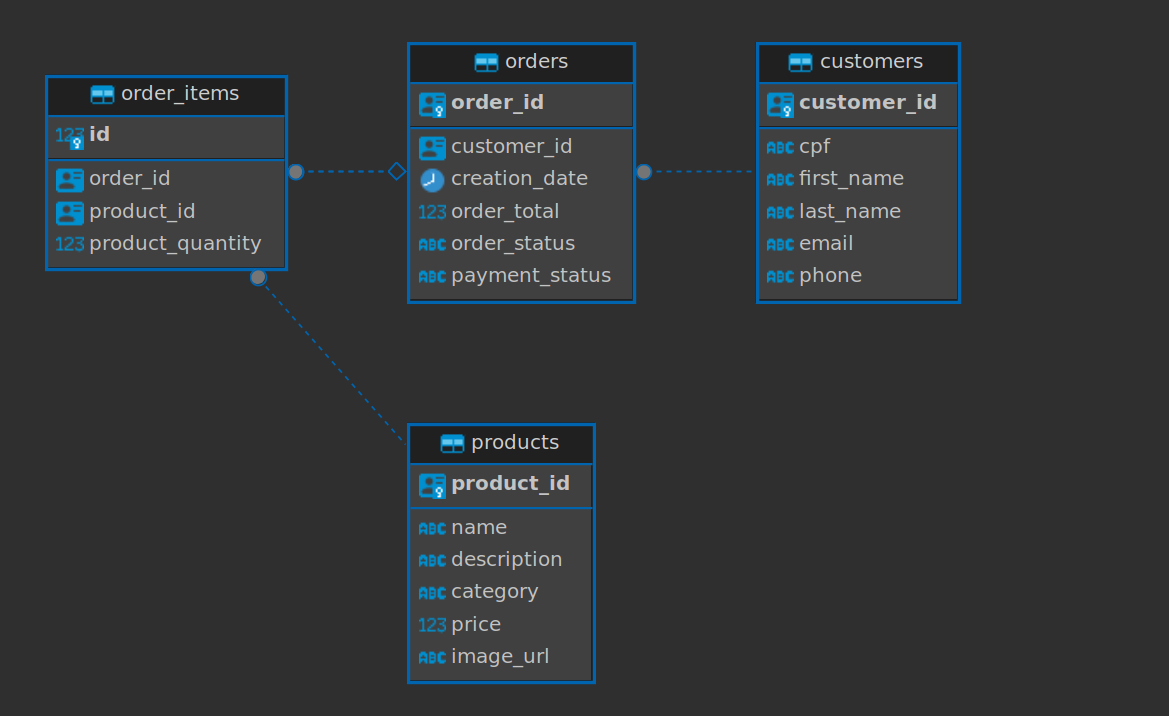 order_items
id
order_id
product_id
123 product_quantity
orders
order_id
customer_id
creation_date
123 order_total
ABC order_status
ABC payment_status
customers
customer_id
ABC cpf
ABC first_name
ABC last_name
ABC email
ABC phone
products
product_id
ABC name
ABC description
ABC category
123 price
ABC image_url